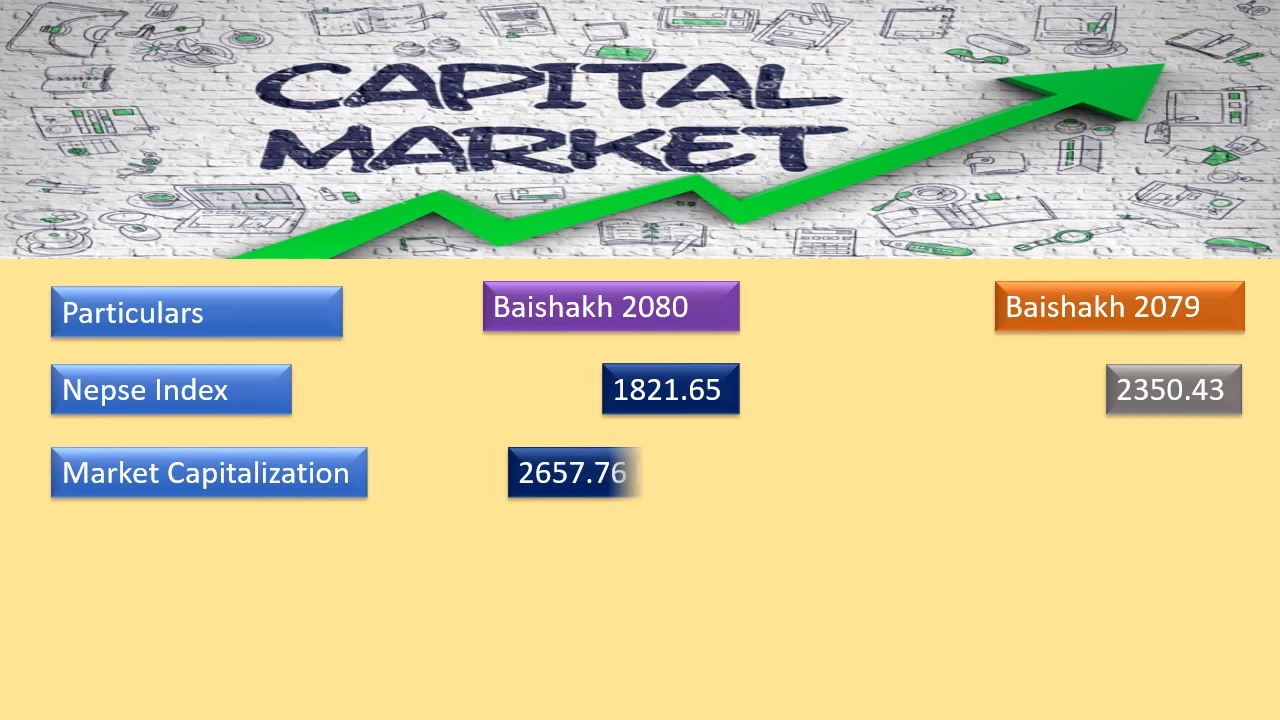 CAPITAL
MARKET
Particulars
Baishakh 2080
Baishakh 2079
Nepse Index
1821.65
2350.43
Market Capitalization
2657.76